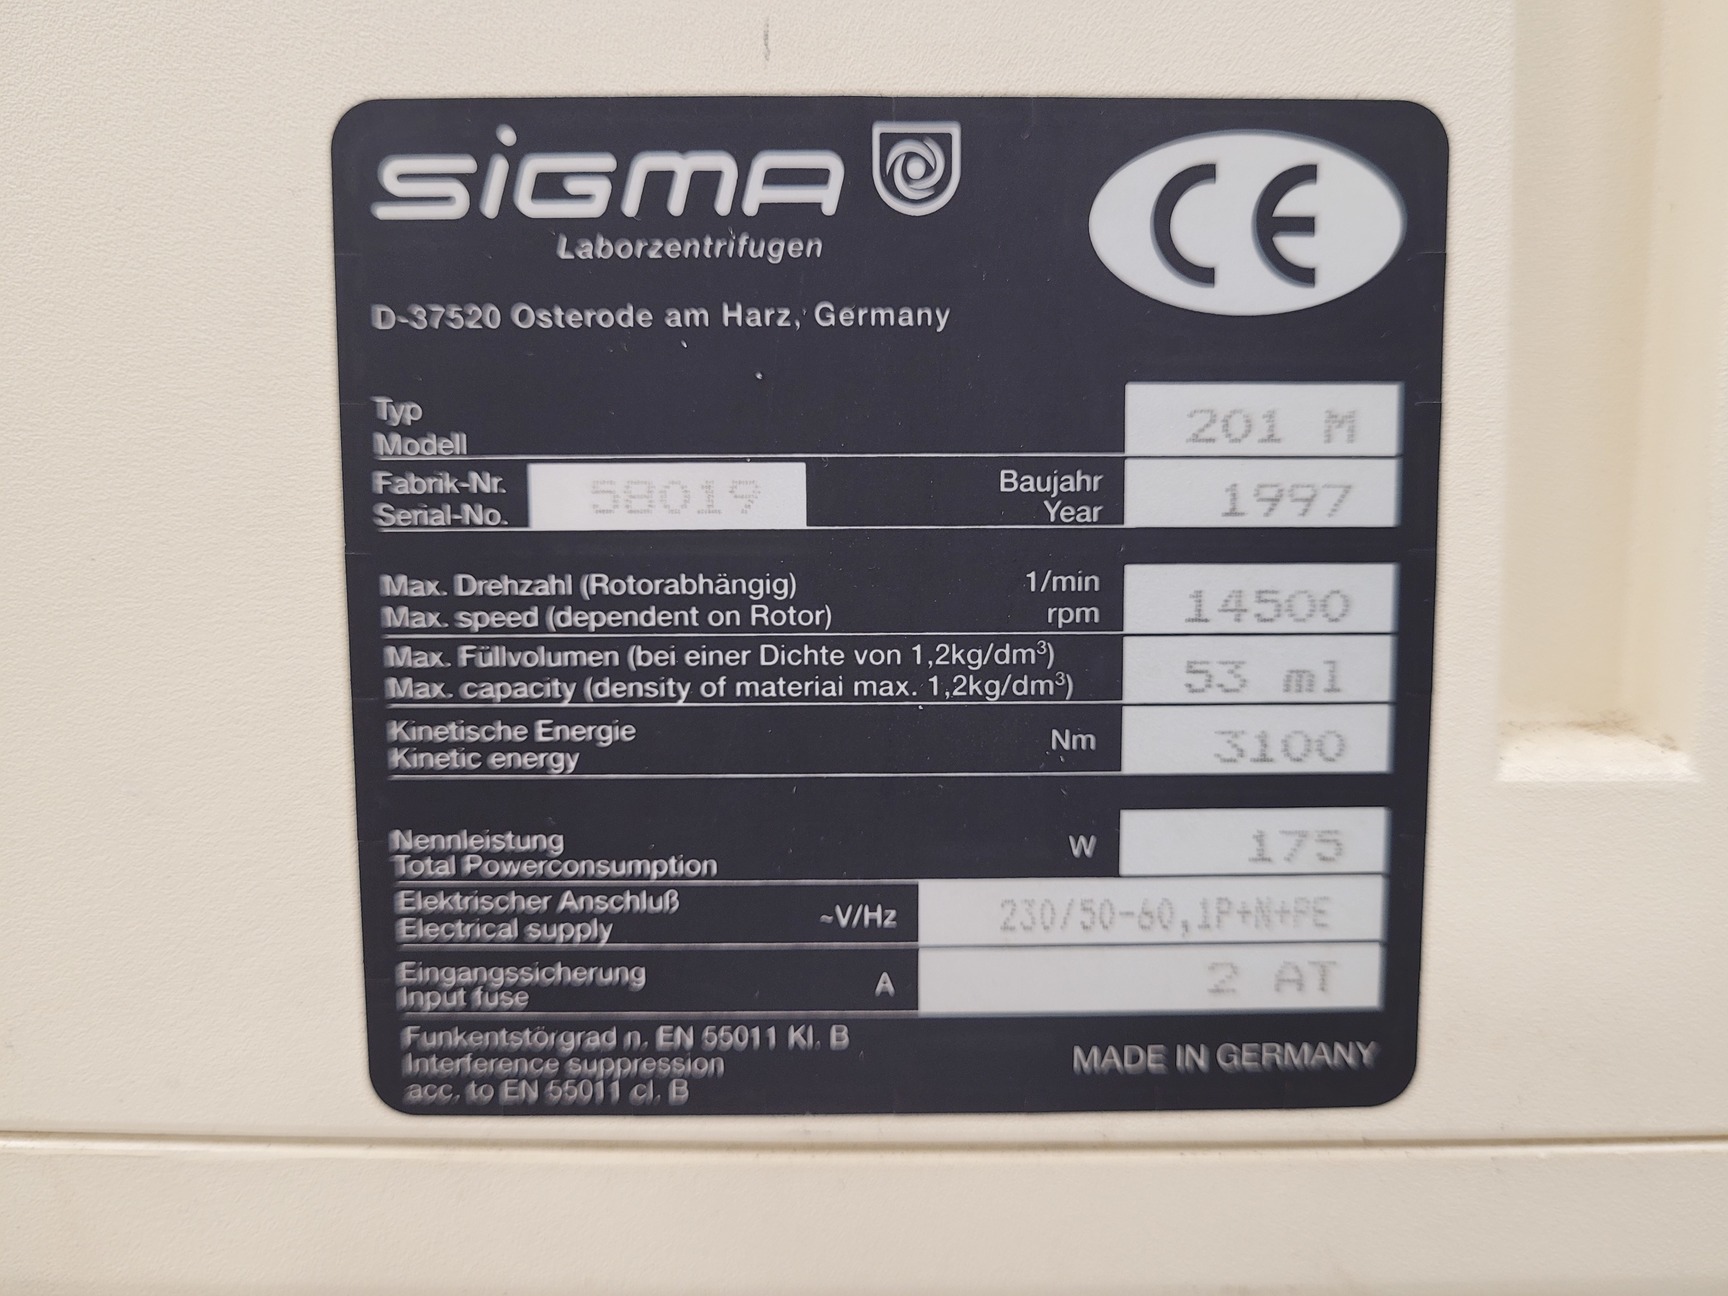 SIGMA
Laborzentrifugen
CE
D-37520 Osterode am Harz, Germany
Typ
Modell
201 M
Fabrik-Nr.
Serial-No.
58019
Baujahr
Year
1997
Max. Drehzahl (Rotorabhängig) 1/min
Max. speed (dependent on Rotor) rpm
14500
Max. Füllvolumen (bei einer Dichte von 1,2kg/dm³)
Max. capacity (density of materiai max. 1,2kg/dm³)
53 ml
Kinetische Energie
Kinetic energy
Nm
3100
Nennleistung
Total Powerconsumption
W
175
Elektrischer Anschluß
Electrical supply
~V/Hz
230/50-60,1P+N+PE
Eingangssicherung
Input fuse
A
2 AT
Funkentstörgrad n. EN 55011 Kl. B
Interference suppression
acc. to EN 55011 cl. B
MADE IN GERMANY